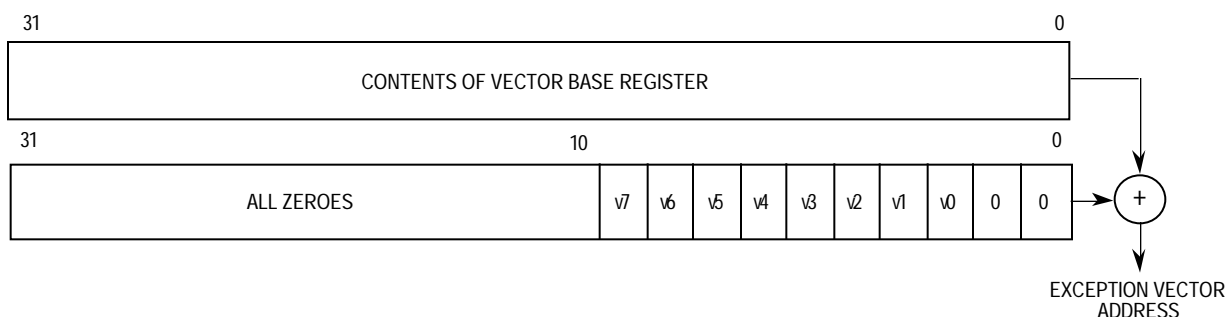 31 0
CONTENTS OF VECTOR BASE REGISTER
31 10 0
ALL ZEROES v7 v6 v5 v4 v3 v2 v1 v0 0 0 +
EXCEPTION VECTOR
ADDRESS